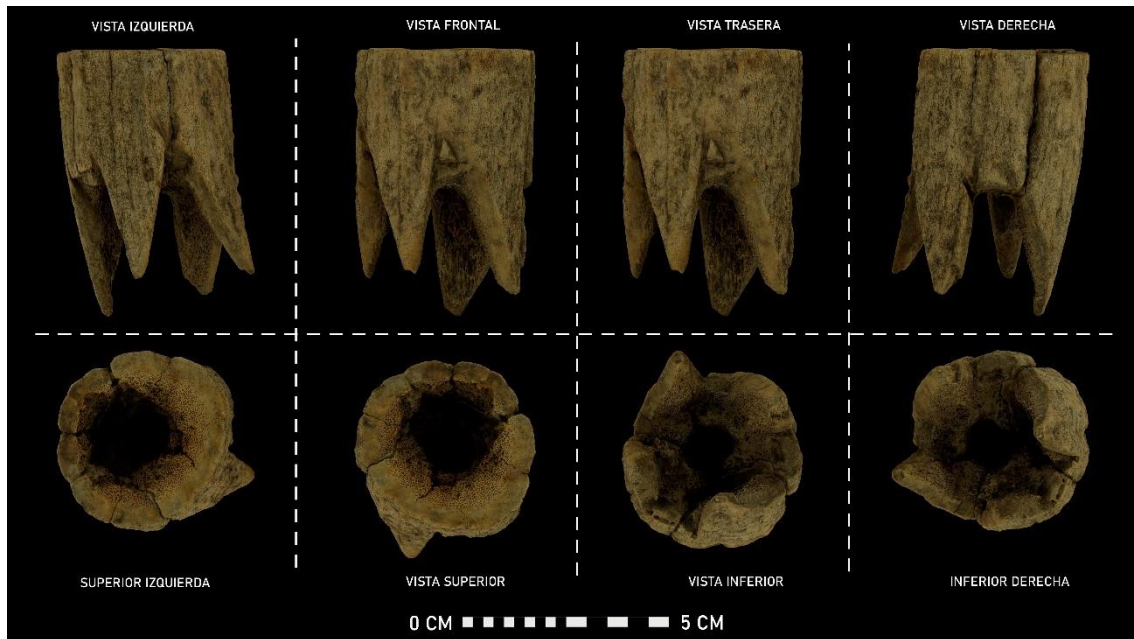 VISTA IZQUIERDA
VISTA FRONTAL
VISTA TRASERA
VISTA DERECHA
SUPERIOR IZQUIERDA
VISTA SUPERIOR
VISTA INFERIOR
INFERIOR DERECHA
0 CM
5 CM